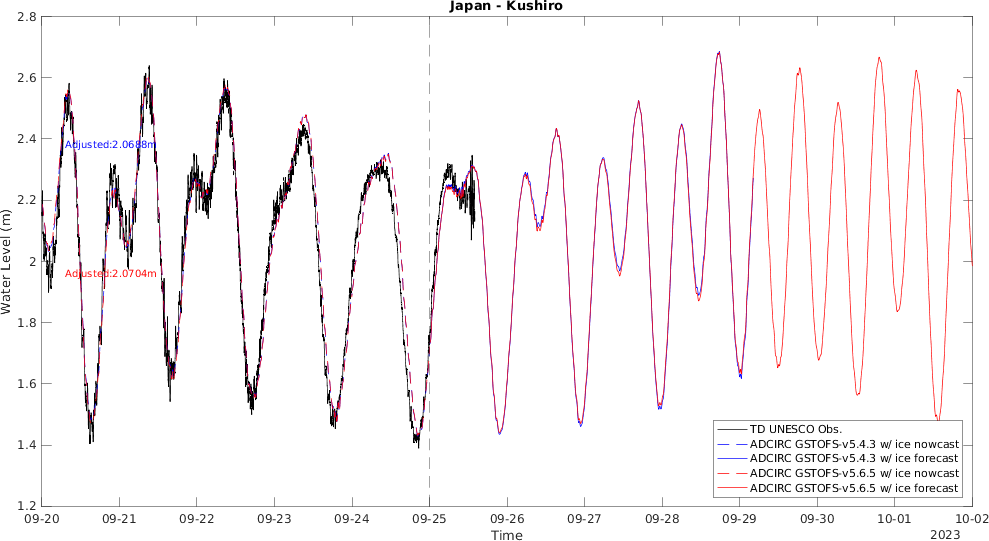 Japan - Kushiro
2.8
2.6
2.4
2.2
2
1.8
1.6
1.4
1.2
Water Level (m)
Adjusted:2.0688m
Adjusted:2.0704m
TD UNESCO Obs.
ADCIRC GSTOFS-v5.4.3 w/ ice nowcast
ADCIRC GSTOFS-v5.4.3 w/ ice forecast
ADCIRC GSTOFS-v5.6.5 w/ ice nowcast
ADCIRC GSTOFS-v5.6.5 w/ ice forecast
09-20 09-21 09-22 09-23 09-24 09-25 09-26 09-27 09-28 09-29 09-30 10-01 10-02
Time
2023